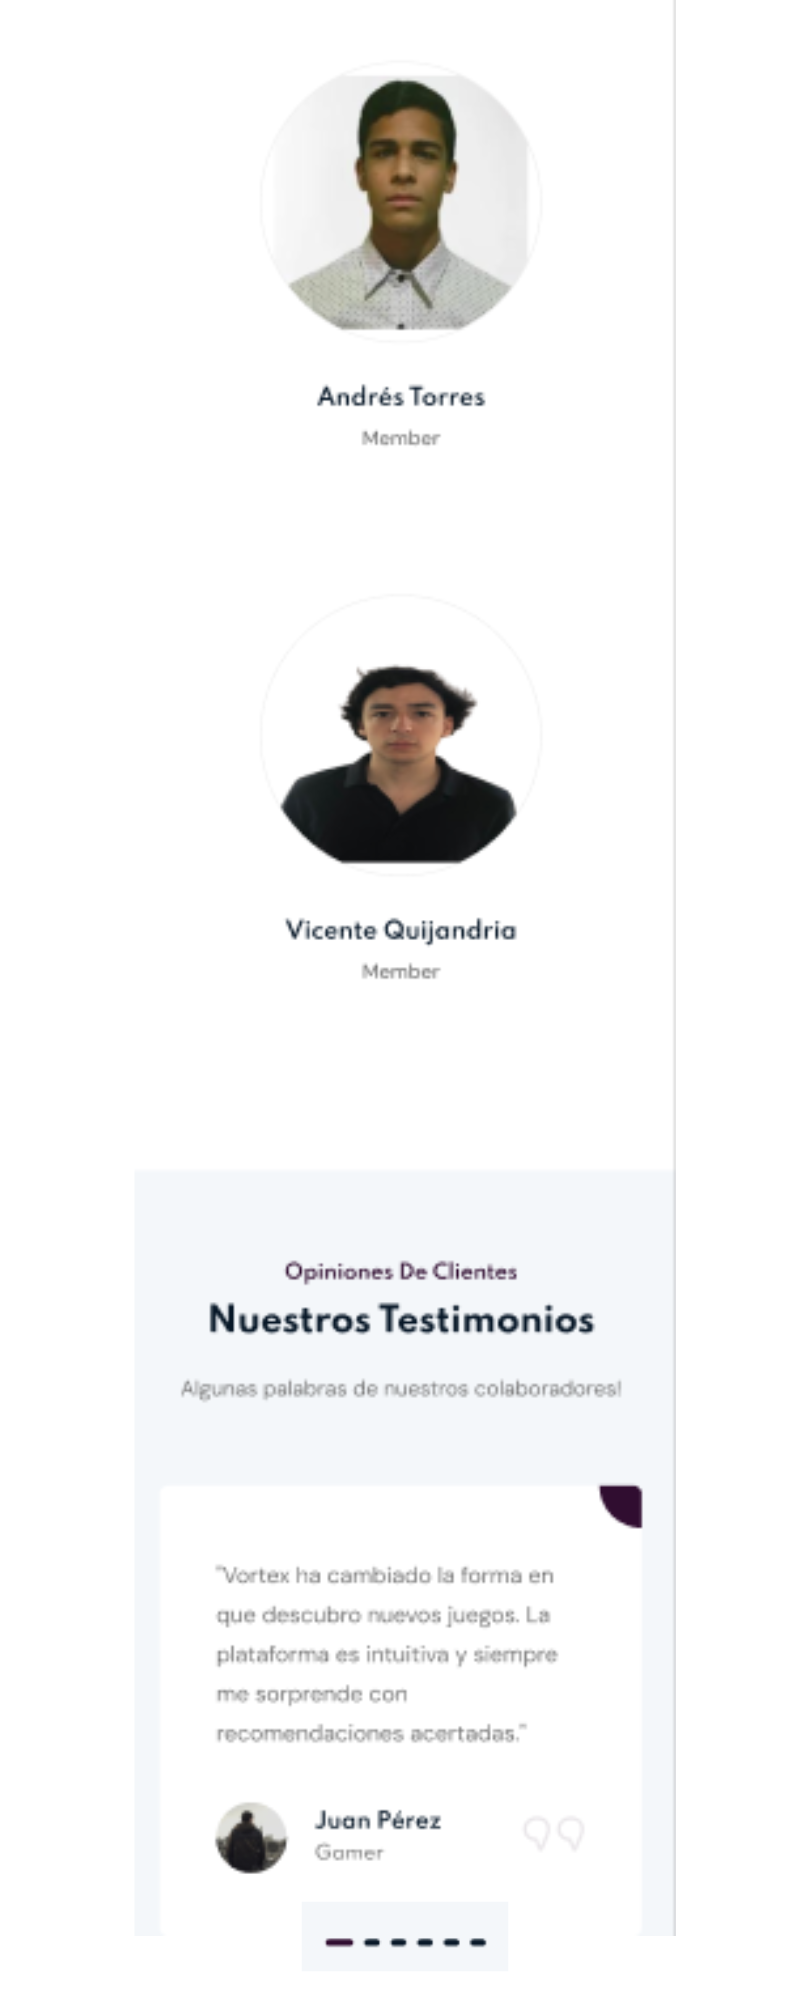 Andrés Torres
Member
Vicente Quijandria
Member
Opiniones De Clientes
Nuestros Testimonios
Algunas palabras de nuestros colaboradores!
"Vortex ha cambiado la forma en
que descubro nuevos juegos. La
plataforma es intuitiva y siempre
me sorprende con
recomendaciones acertadas."
Juan Pérez
Gamer